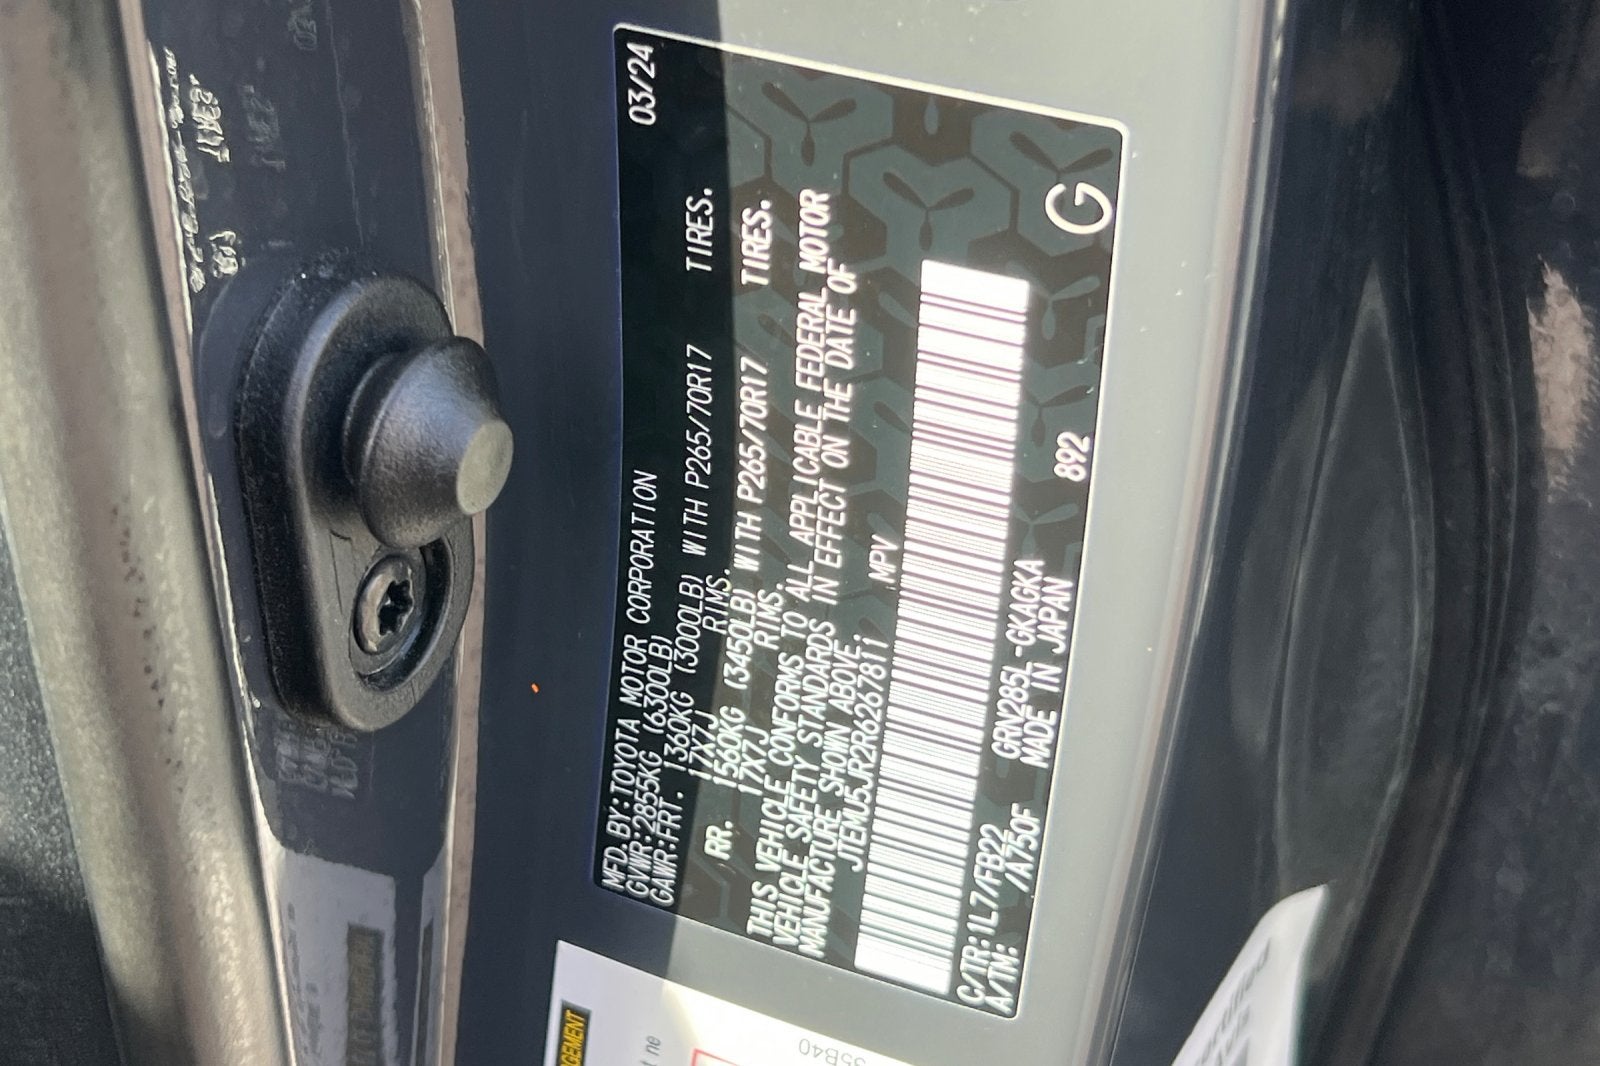 MFD.BY:TOYOTA MOTOR CORPORATION 03/24
GVWR:2855KG (6300LB)
GAWR:FRT. 1360KG (3000LB) WITH P265/70R17 TIRES.
17X7J RIMS.
RR. 1560KG (3450LB) WITH P265/70R17 TIRES.
17X7J RIMS.
THIS VEHICLE CONFORMS TO ALL APPLICABLE FEDERAL MOTOR
VEHICLE SAFETY STANDARDS IN EFFECT ON THE DATE OF
MANUFACTURE SHOWN ABOVE.
JTEMU5JR2R6267811 MPV
C/TR:1L7/FB22 GRN285L-GKAGKA 892 G
A/TM: /A750F MADE IN JAPAN
35B40